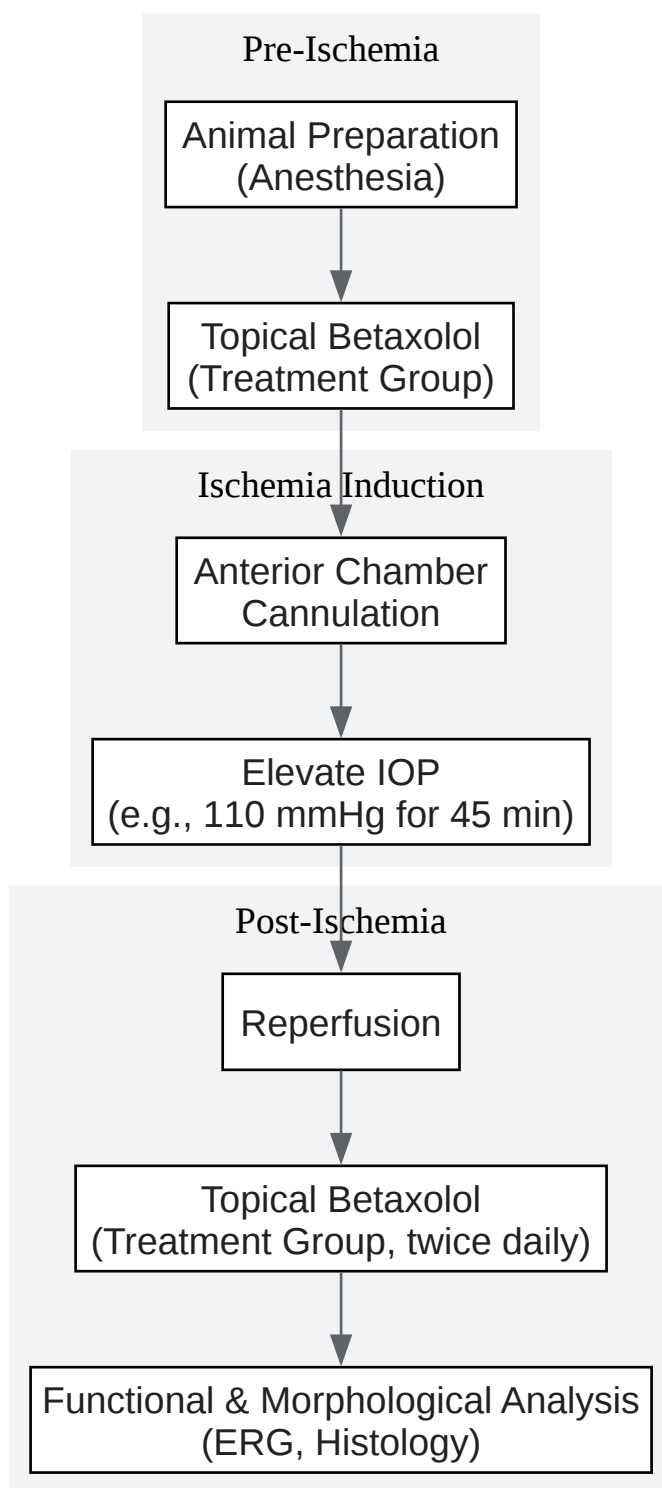 Pre-Ischemia
Animal Preparation
(Anesthesia)
Topical Betaxolol
(Treatment Group)
Ischemia Induction
Anterior Chamber
Cannulation
Elevate IOP
(e.g., 110 mmHg for 45 min)
Post-Ischemia
Reperfusion
Topical Betaxolol
(Treatment Group, twice daily)
Functional & Morphological Analysis
(ERG, Histology)